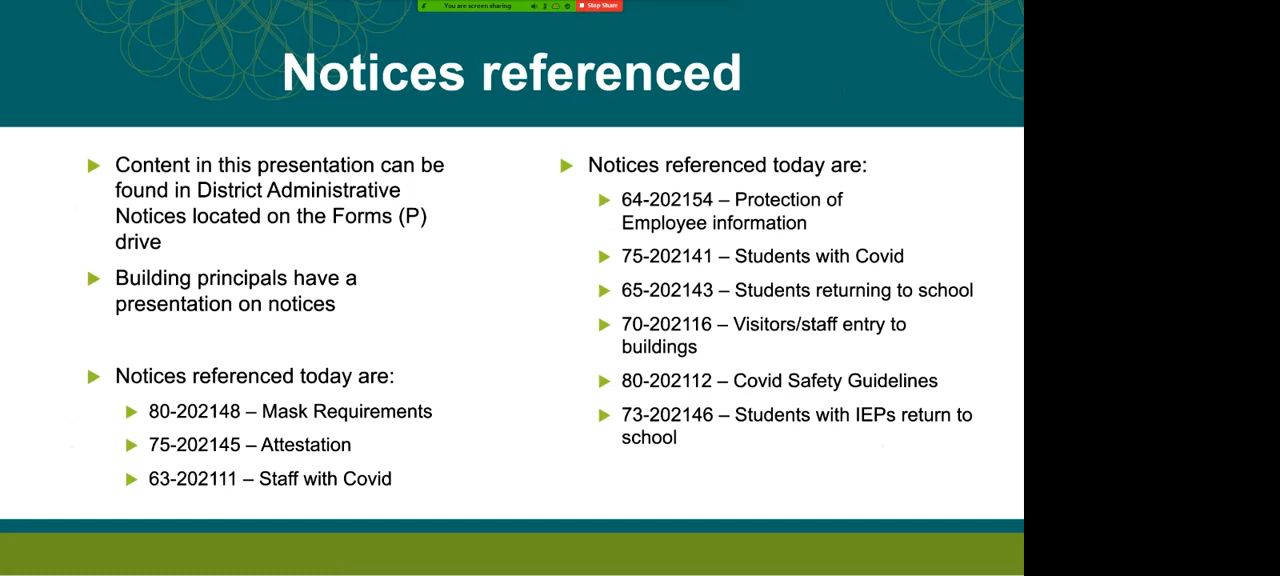 You are screen sharing
Stop Share
Notices referenced
Content in this presentation can be
found in District Administrative
Notices located on the Forms (P)
drive
Building principals have a
presentation on notices
Notices referenced today are:
80-202148 – Mask Requirements
75-202145 – Attestation
63-202111 – Staff with Covid
Notices referenced today are:
64-202154 – Protection of
Employee information
75-202141 – Students with Covid
65-202143 – Students returning to school
70-202116 – Visitors/staff entry to
buildings
80-202112 – Covid Safety Guidelines
73-202146 – Students with IEPs return to
school